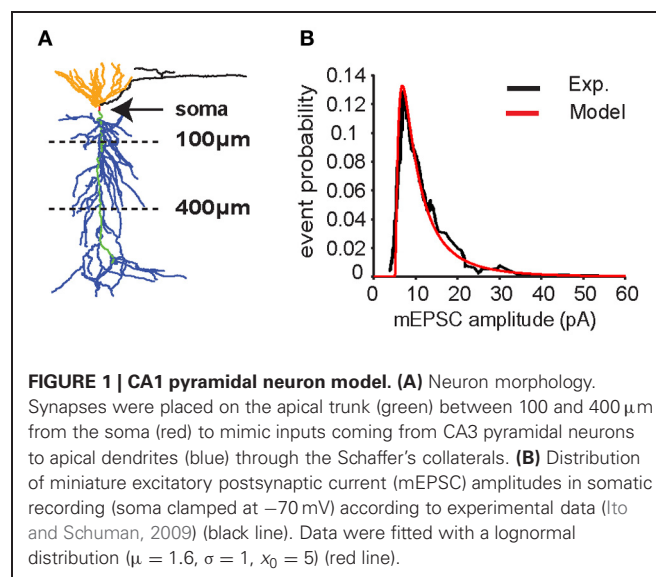 A
soma
100μm
400μm
B
event probability
0.14
0.12
0.1
0.08
0.06
0.04
0.02
0
0 10 20 30 40 50 60
mEPSC amplitude (pA)
Exp.
Model
FIGURE 1 | CA1 pyramidal neuron model. (A) Neuron morphology.
Synapses were placed on the apical trunk (green) between 100 and 400 μm
from the soma (red) to mimic inputs coming from CA3 pyramidal neurons
to apical dendrites (blue) through the Schaffer's collaterals. (B) Distribution
of miniature excitatory postsynaptic current (mEPSC) amplitudes in somatic
recording (soma clamped at −70 mV) according to experimental data (Ito
and Schuman, 2009) (black line). Data were fitted with a lognormal
distribution (μ = 1.6, σ = 1, x0 = 5) (red line).